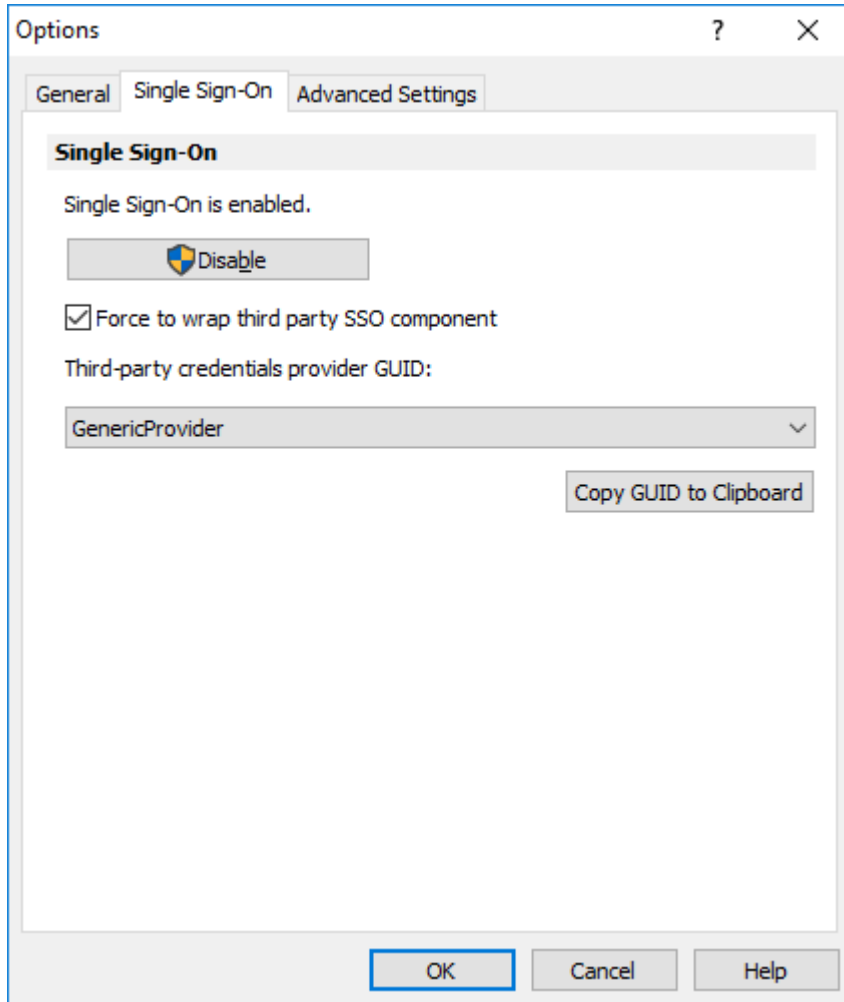 Options
General Single Sign-On Advanced Settings
Single Sign-On
Single Sign-On is enabled.
Disable
Force to wrap third party SSO component
Third-party credentials provider GUID:
GenericProvider
Copy GUID to Clipboard
OK Cancel Help